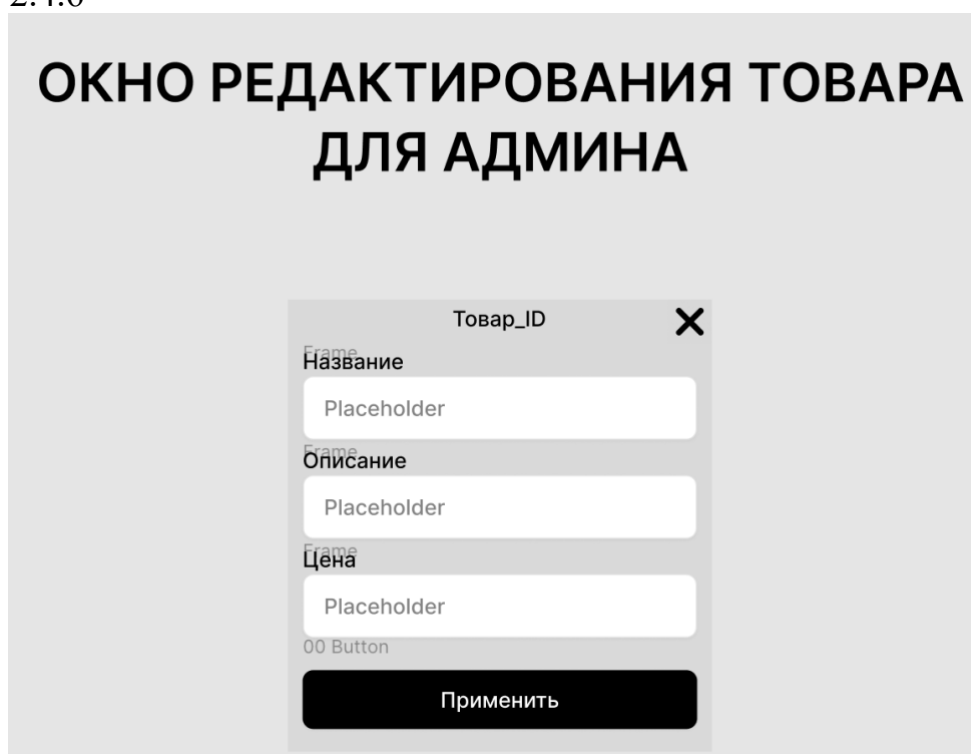 2.4.6
ОКНО РЕДАКТИРОВАНИЯ ТОВАРА
ДЛЯ АДМИНА
Товар_ID
Frame
Название
Placeholder
Frame
Описание
Placeholder
Frame
Цена
Placeholder
00 Button
Применить